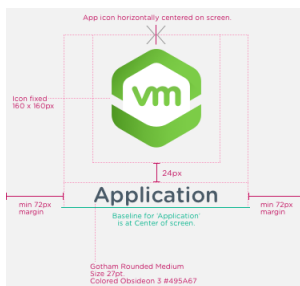 App icon horizontally centered on screen.
vm
Icon fixed
160 x 160px
24px
Application
min 72px
margin
min 72px
margin
Baseline for 'Application'
is at Center of screen.
Gotham Rounded Medium
Size 27pt.
Colored Obsideon 3 #495A67